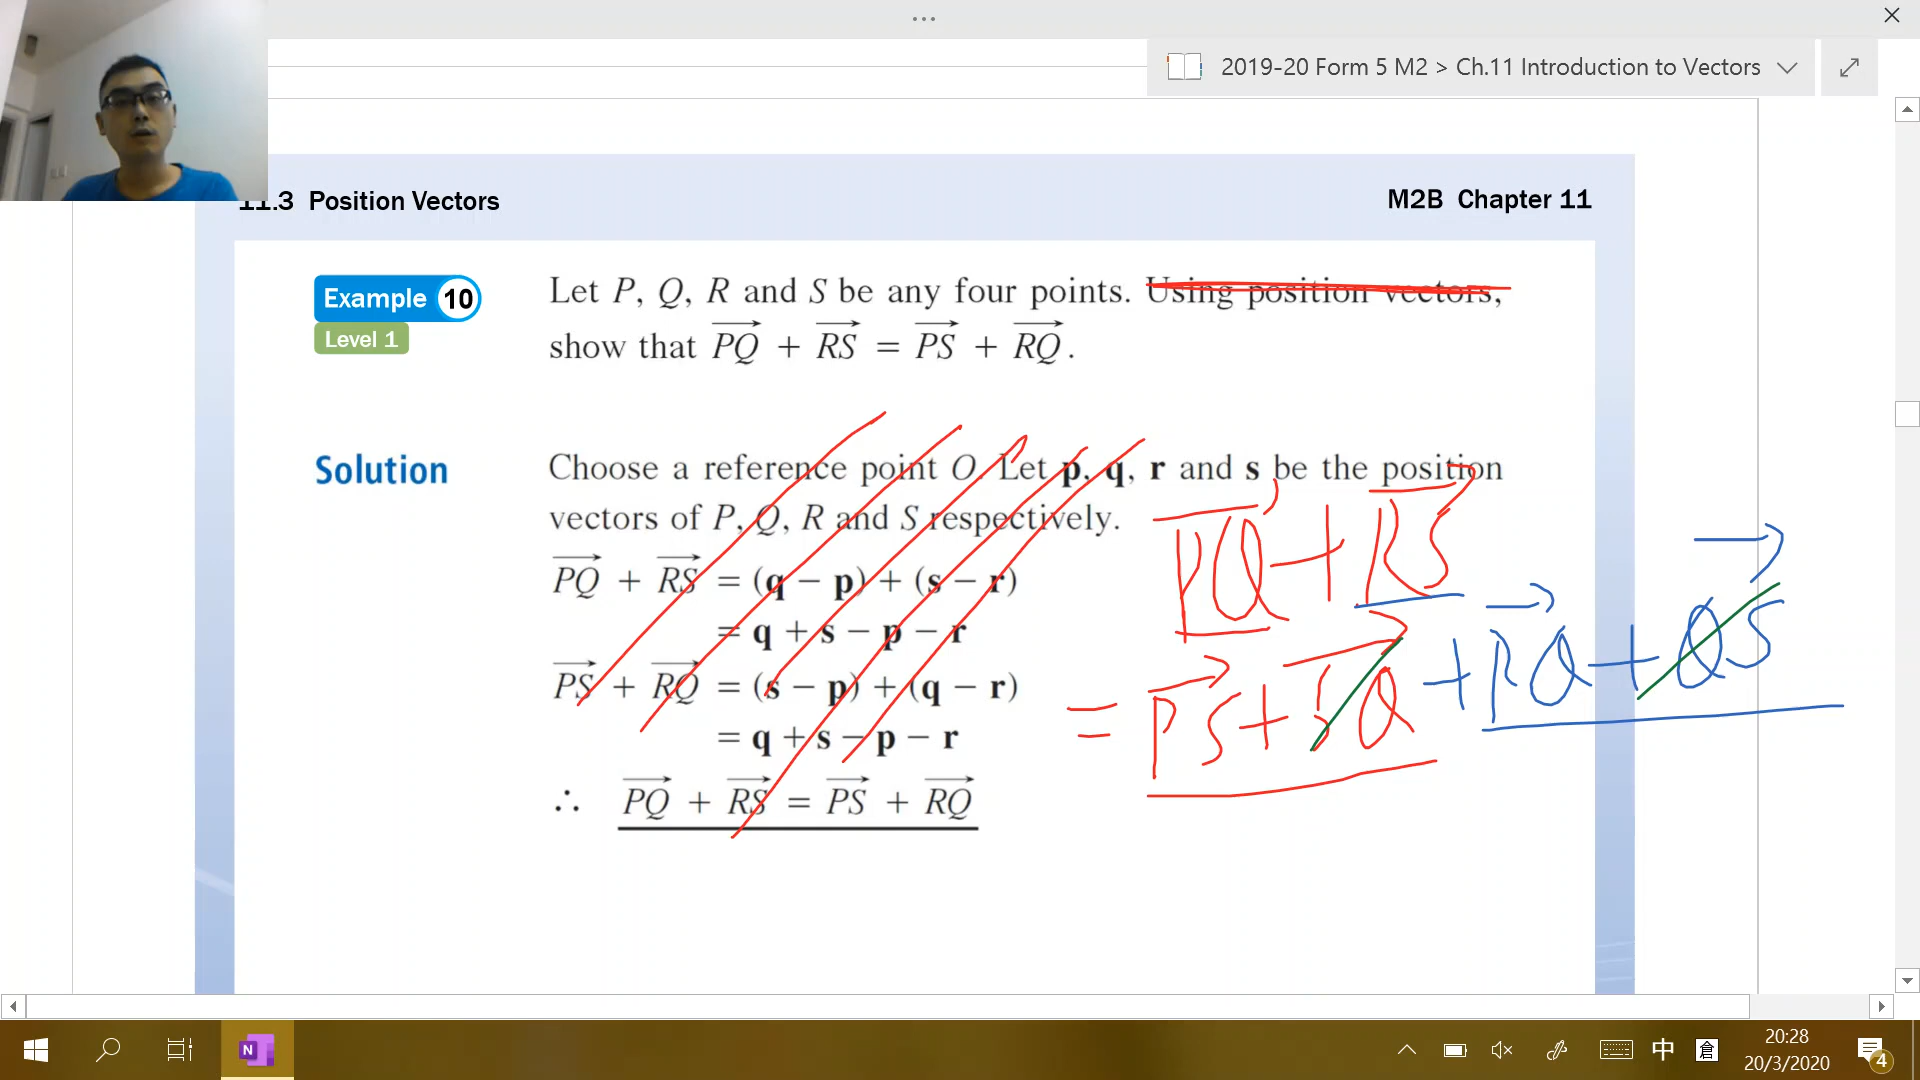 2019-20 Form 5 M2 > Ch.11 Introduction to Vectors
11.3 Position Vectors
M2B Chapter 11
Example 10
Level 1
Let P, Q, R and S be any four points. Using position vectors,
show that PQ + RS = PS + RQ.
Solution
Choose a reference point O. Let p, q, r and s be the position
vectors of P, Q, R and S respectively.
PQ + RS = (q − p) + (s − r)
= q + s − p − r
PS + RQ = (s − p) + (q − r)
= q + s − p − r
∴ PQ + RS = PS + RQ
PQ + RS
= PS + SQ + RQ + QS
N
中
倉
20:28
20/3/2020
4